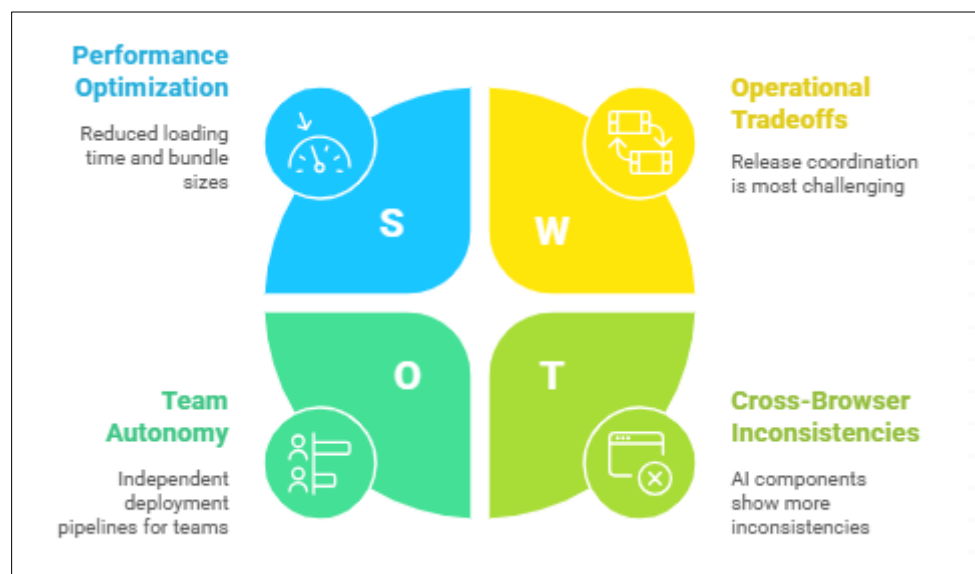 Performance
Optimization
Reduced loading
time and bundle
sizes
S
W
Operational
Tradeoffs
Release coordination
is most challenging
Team
Autonomy
Independent
deployment
pipelines for teams
O
T
Cross-Browser
Inconsistencies
AI components
show more
inconsistencies